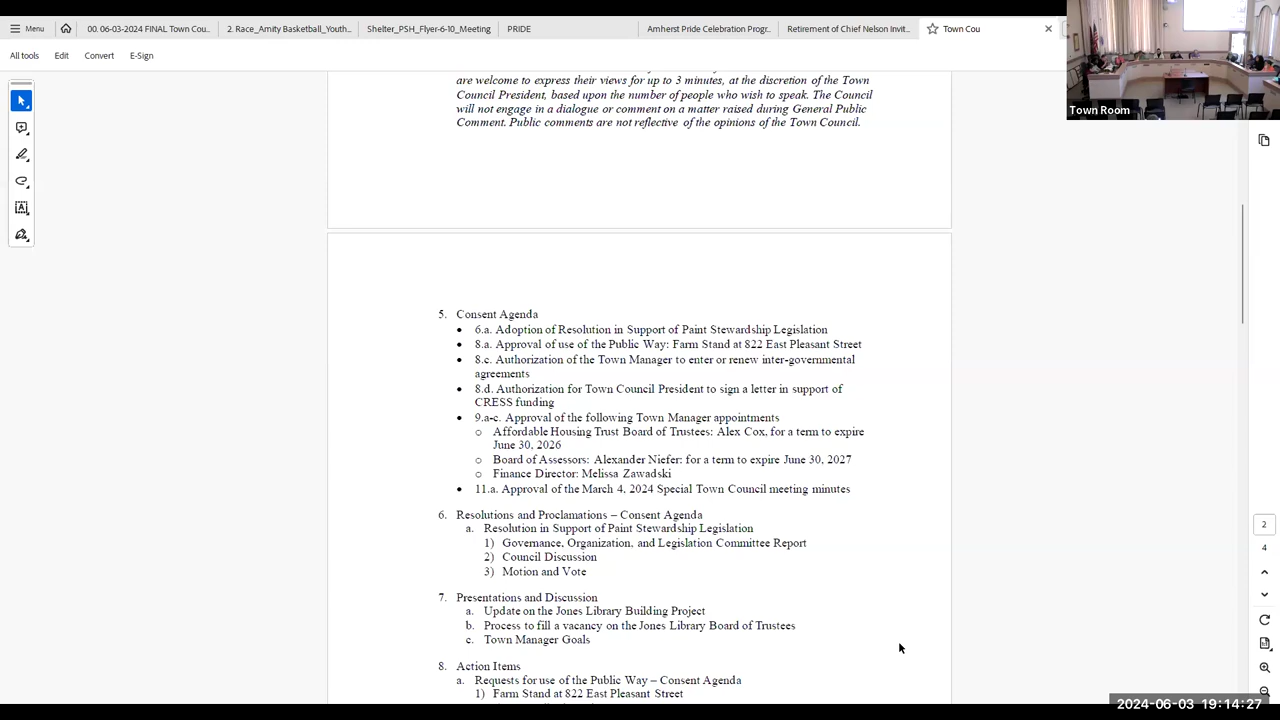 Menu
00. 06-03-2024 FINAL Town Cou...
2. Race_Amity Basketball_Youth...
Shelter_PSH_Flyer-6-10_Meeting
PRIDE
Amherst Pride Celebration Progr...
Retirement of Chief Nelson Invit...
Town Cou
All tools
Edit
Convert
E-Sign
Town Room
are welcome to express their views for up to 3 minutes, at the discretion of the Town
Council President, based upon the number of people who wish to speak. The Council
will not engage in a dialogue or comment on a matter raised during General Public
Comment. Public comments are not reflective of the opinions of the Town Council.
5. Consent Agenda
• 6.a. Adoption of Resolution in Support of Paint Stewardship Legislation
• 8.a. Approval of use of the Public Way: Farm Stand at 822 East Pleasant Street
• 8.c. Authorization of the Town Manager to enter or renew inter-governmental
agreements
• 8.d. Authorization for Town Council President to sign a letter in support of
CRESS funding
• 9.a-c. Approval of the following Town Manager appointments
o Affordable Housing Trust Board of Trustees: Alex Cox, for a term to expire
June 30, 2026
o Board of Assessors: Alexander Niefer: for a term to expire June 30, 2027
o Finance Director: Melissa Zawadski
• 11.a. Approval of the March 4, 2024 Special Town Council meeting minutes
6. Resolutions and Proclamations – Consent Agenda
a. Resolution in Support of Paint Stewardship Legislation
1) Governance, Organization, and Legislation Committee Report
2) Council Discussion
3) Motion and Vote
7. Presentations and Discussion
a. Update on the Jones Library Building Project
b. Process to fill a vacancy on the Jones Library Board of Trustees
c. Town Manager Goals
8. Action Items
a. Requests for use of the Public Way – Consent Agenda
1) Farm Stand at 822 East Pleasant Street
2
4
2024-06-03 19:14:27